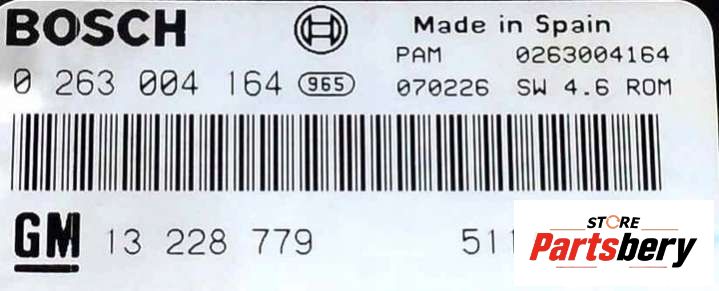 BOSCH
Made in Spain
PAM 0263004164
0 263 004 164 965
070226 SW 4.6 ROM
GM 13 228 779 511
STORE
Partsbery